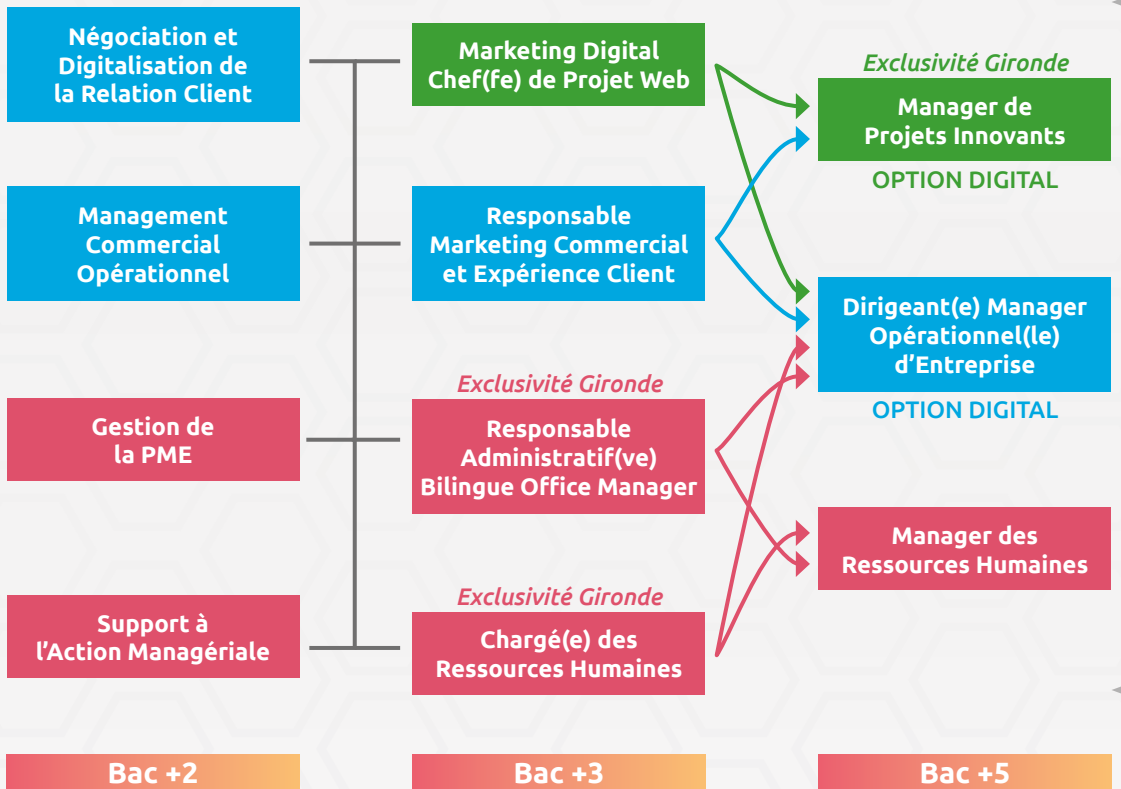 Négociation et
Digitalisation de
la Relation Client
Management
Commercial
Opérationnel
Gestion de
la PME
Support à
l'Action Managériale
Bac +2
Marketing Digital
Chef(fe) de Projet Web
Responsable
Marketing Commercial
et Expérience Client
Exclusivité Gironde
Responsable
Administratif(ve)
Bilingue Office Manager
Exclusivité Gironde
Chargé(e) des
Ressources Humaines
Bac +3
Exclusivité Gironde
Manager de
Projets Innovants
OPTION DIGITAL
Dirigeant(e) Manager
Opérationnel(le)
d'Entreprise
OPTION DIGITAL
Manager des
Ressources Humaines
Bac +5